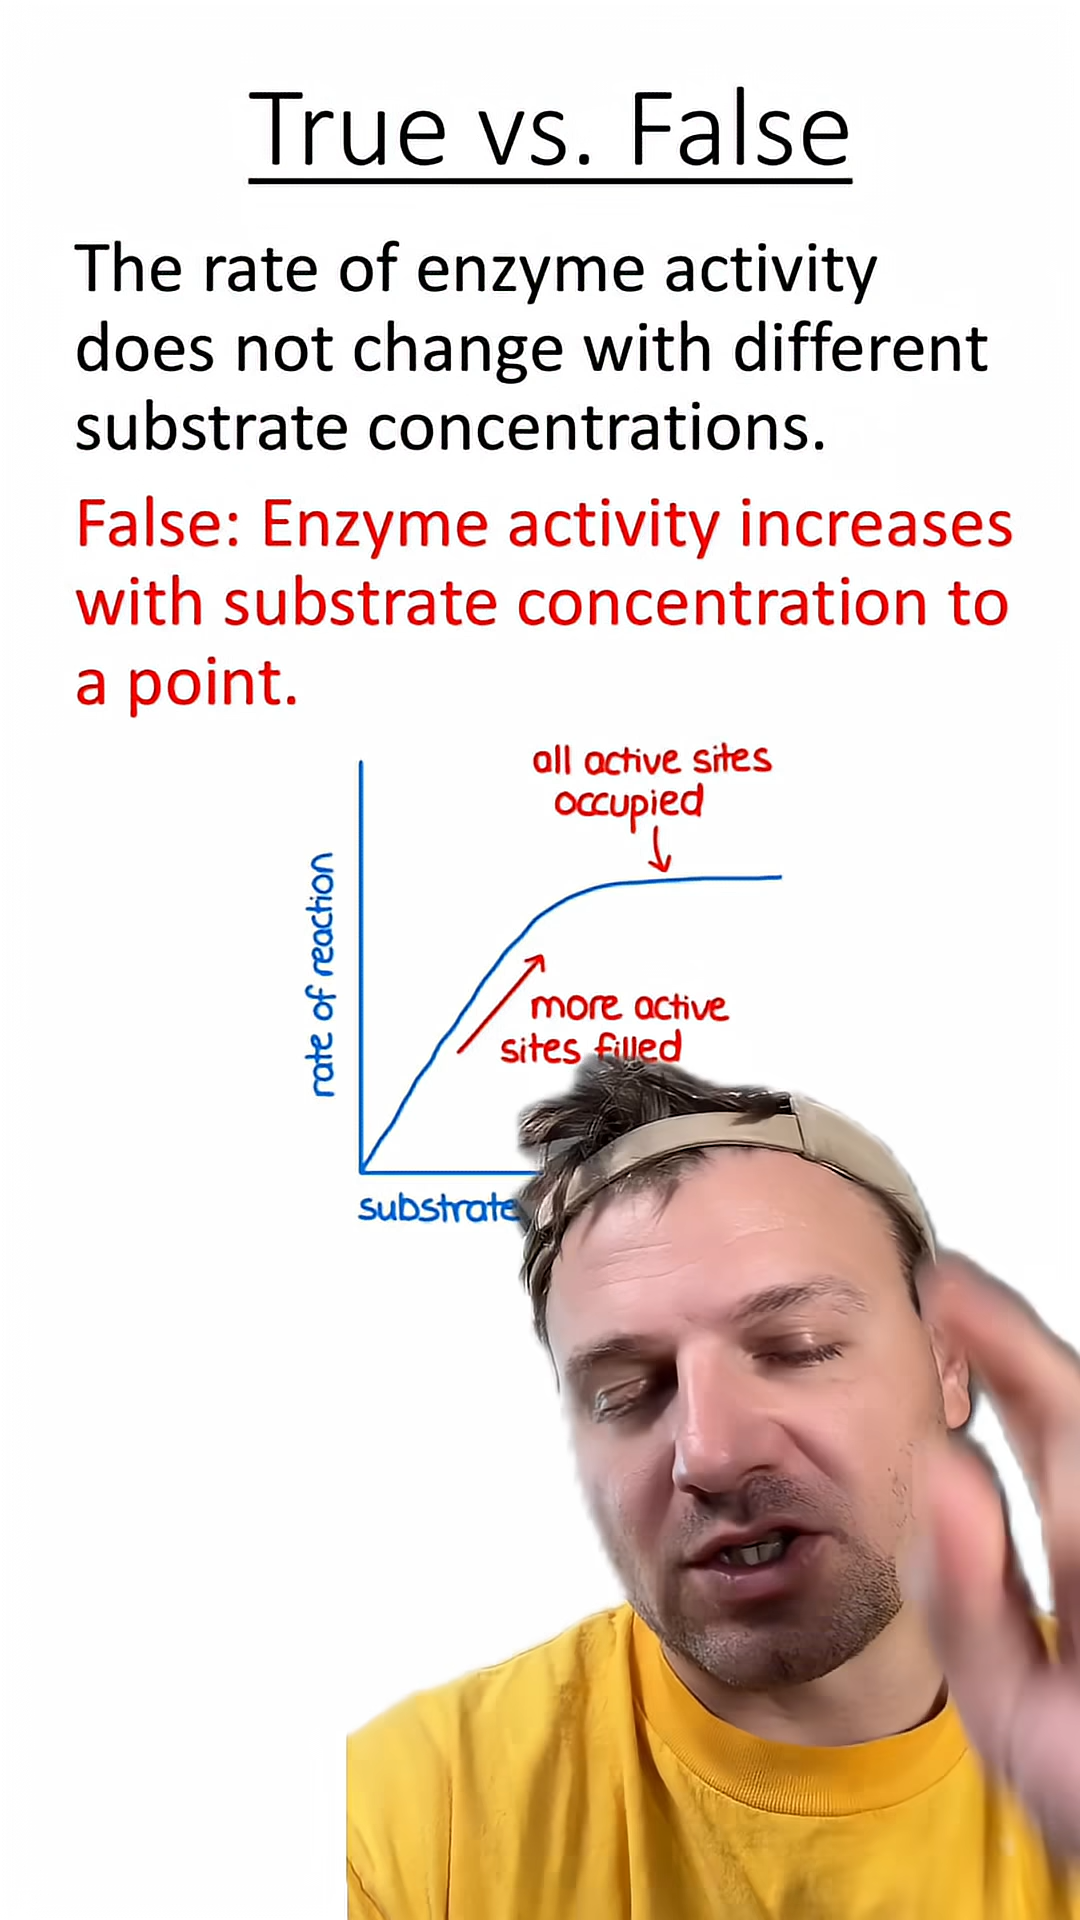 True vs. False
The rate of enzyme activity
does not change with different
substrate concentrations.
False: Enzyme activity increases
with substrate concentration to
a point.
all active sites
occupied
rate of reaction
more active
sites filled
substrate